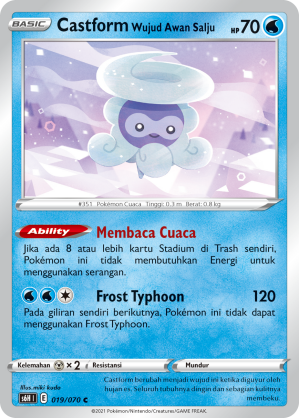 BASIC Castform Wujud Awan Salju HP 70
#351 Pokémon Cuaca Tinggi: 0.3 m Berat: 0.8 kg
Ability Membaca Cuaca
Jika ada 8 atau lebih kartu Stadium di Trash sendiri,
Pokémon ini tidak membutuhkan Energi untuk
menggunakan serangan.
Frost Typhoon 120
Pada giliran sendiri berikutnya, Pokémon ini tidak dapat
menggunakan Frost Typhoon.
Kelemahan × 2 Resistansi Mundur
Illus. miki kudo
S6H I E 019/070 C
Castform berubah menjadi wujud ini ketika diguyur oleh
hujan es. Seluruh tubuhnya dingin dan sebagian kulitnya
membeku.
©2021 Pokémon/Nintendo/Creatures/GAME FREAK